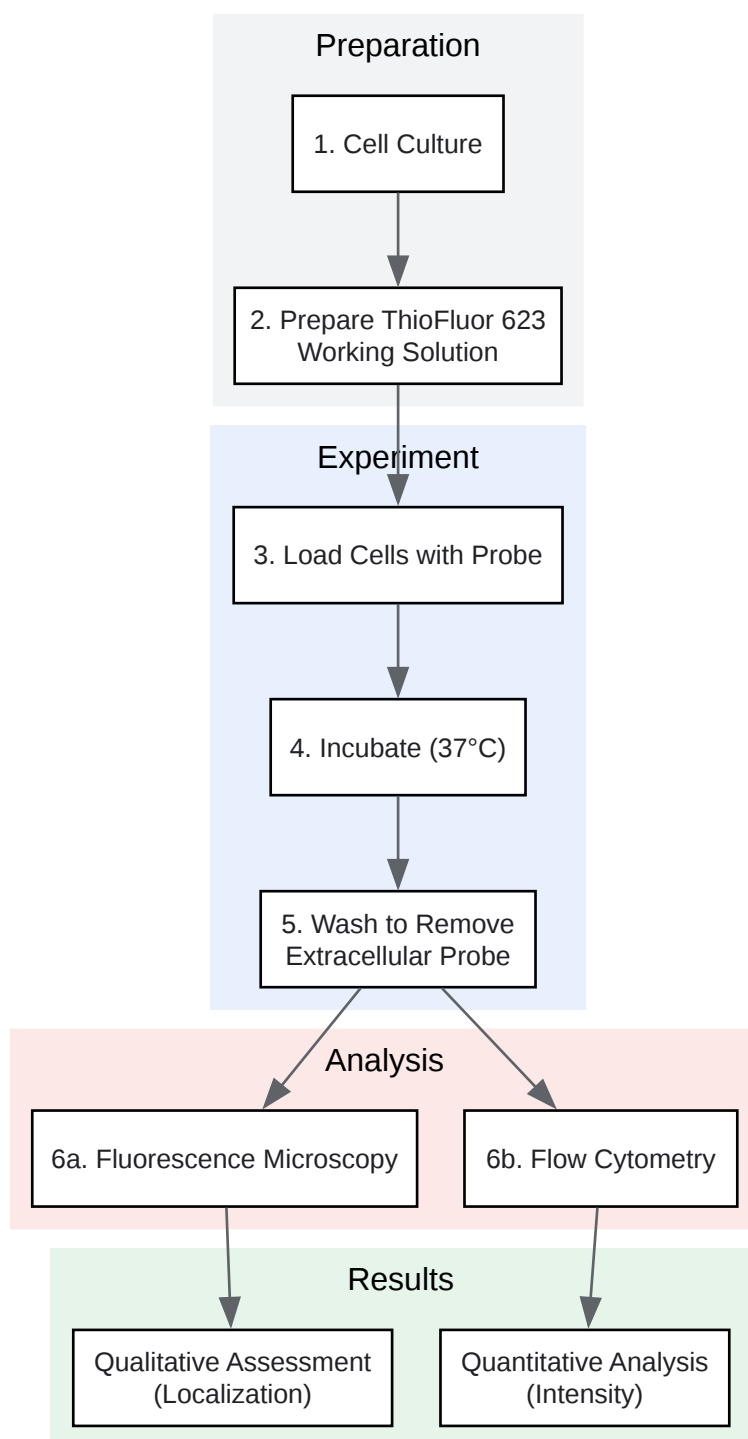 Preparation
1. Cell Culture
2. Prepare ThioFluor 623
Working Solution
Experiment
3. Load Cells with Probe
4. Incubate (37°C)
5. Wash to Remove
Extracellular Probe
Analysis
6a. Fluorescence Microscopy
6b. Flow Cytometry
Results
Qualitative Assessment
(Localization)
Quantitative Analysis
(Intensity)